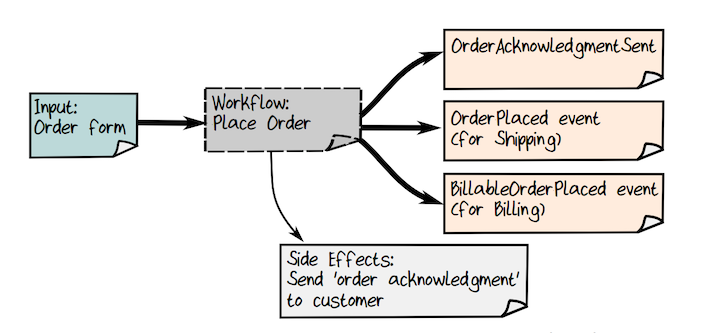 Input:
Order form
Workflow:
Place Order
OrderAcknowledgmentSent
OrderPlaced event
(for Shipping)
BillableOrderPlaced event
(for Billing)
Side Effects:
Send 'order acknowledgment'
to customer